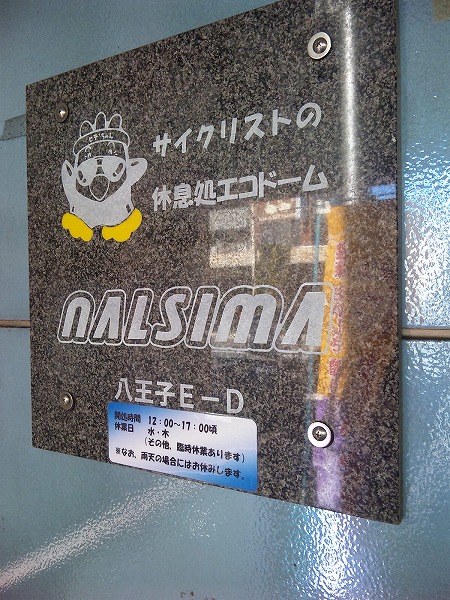 サイクリストの
休息処エコドーム
NALSIMA
八王子E－D
開処時間 12：00～17：00頃
休業日 水・木
（その他、臨時休業あります）
※なお、雨天の場合にはお休みします。